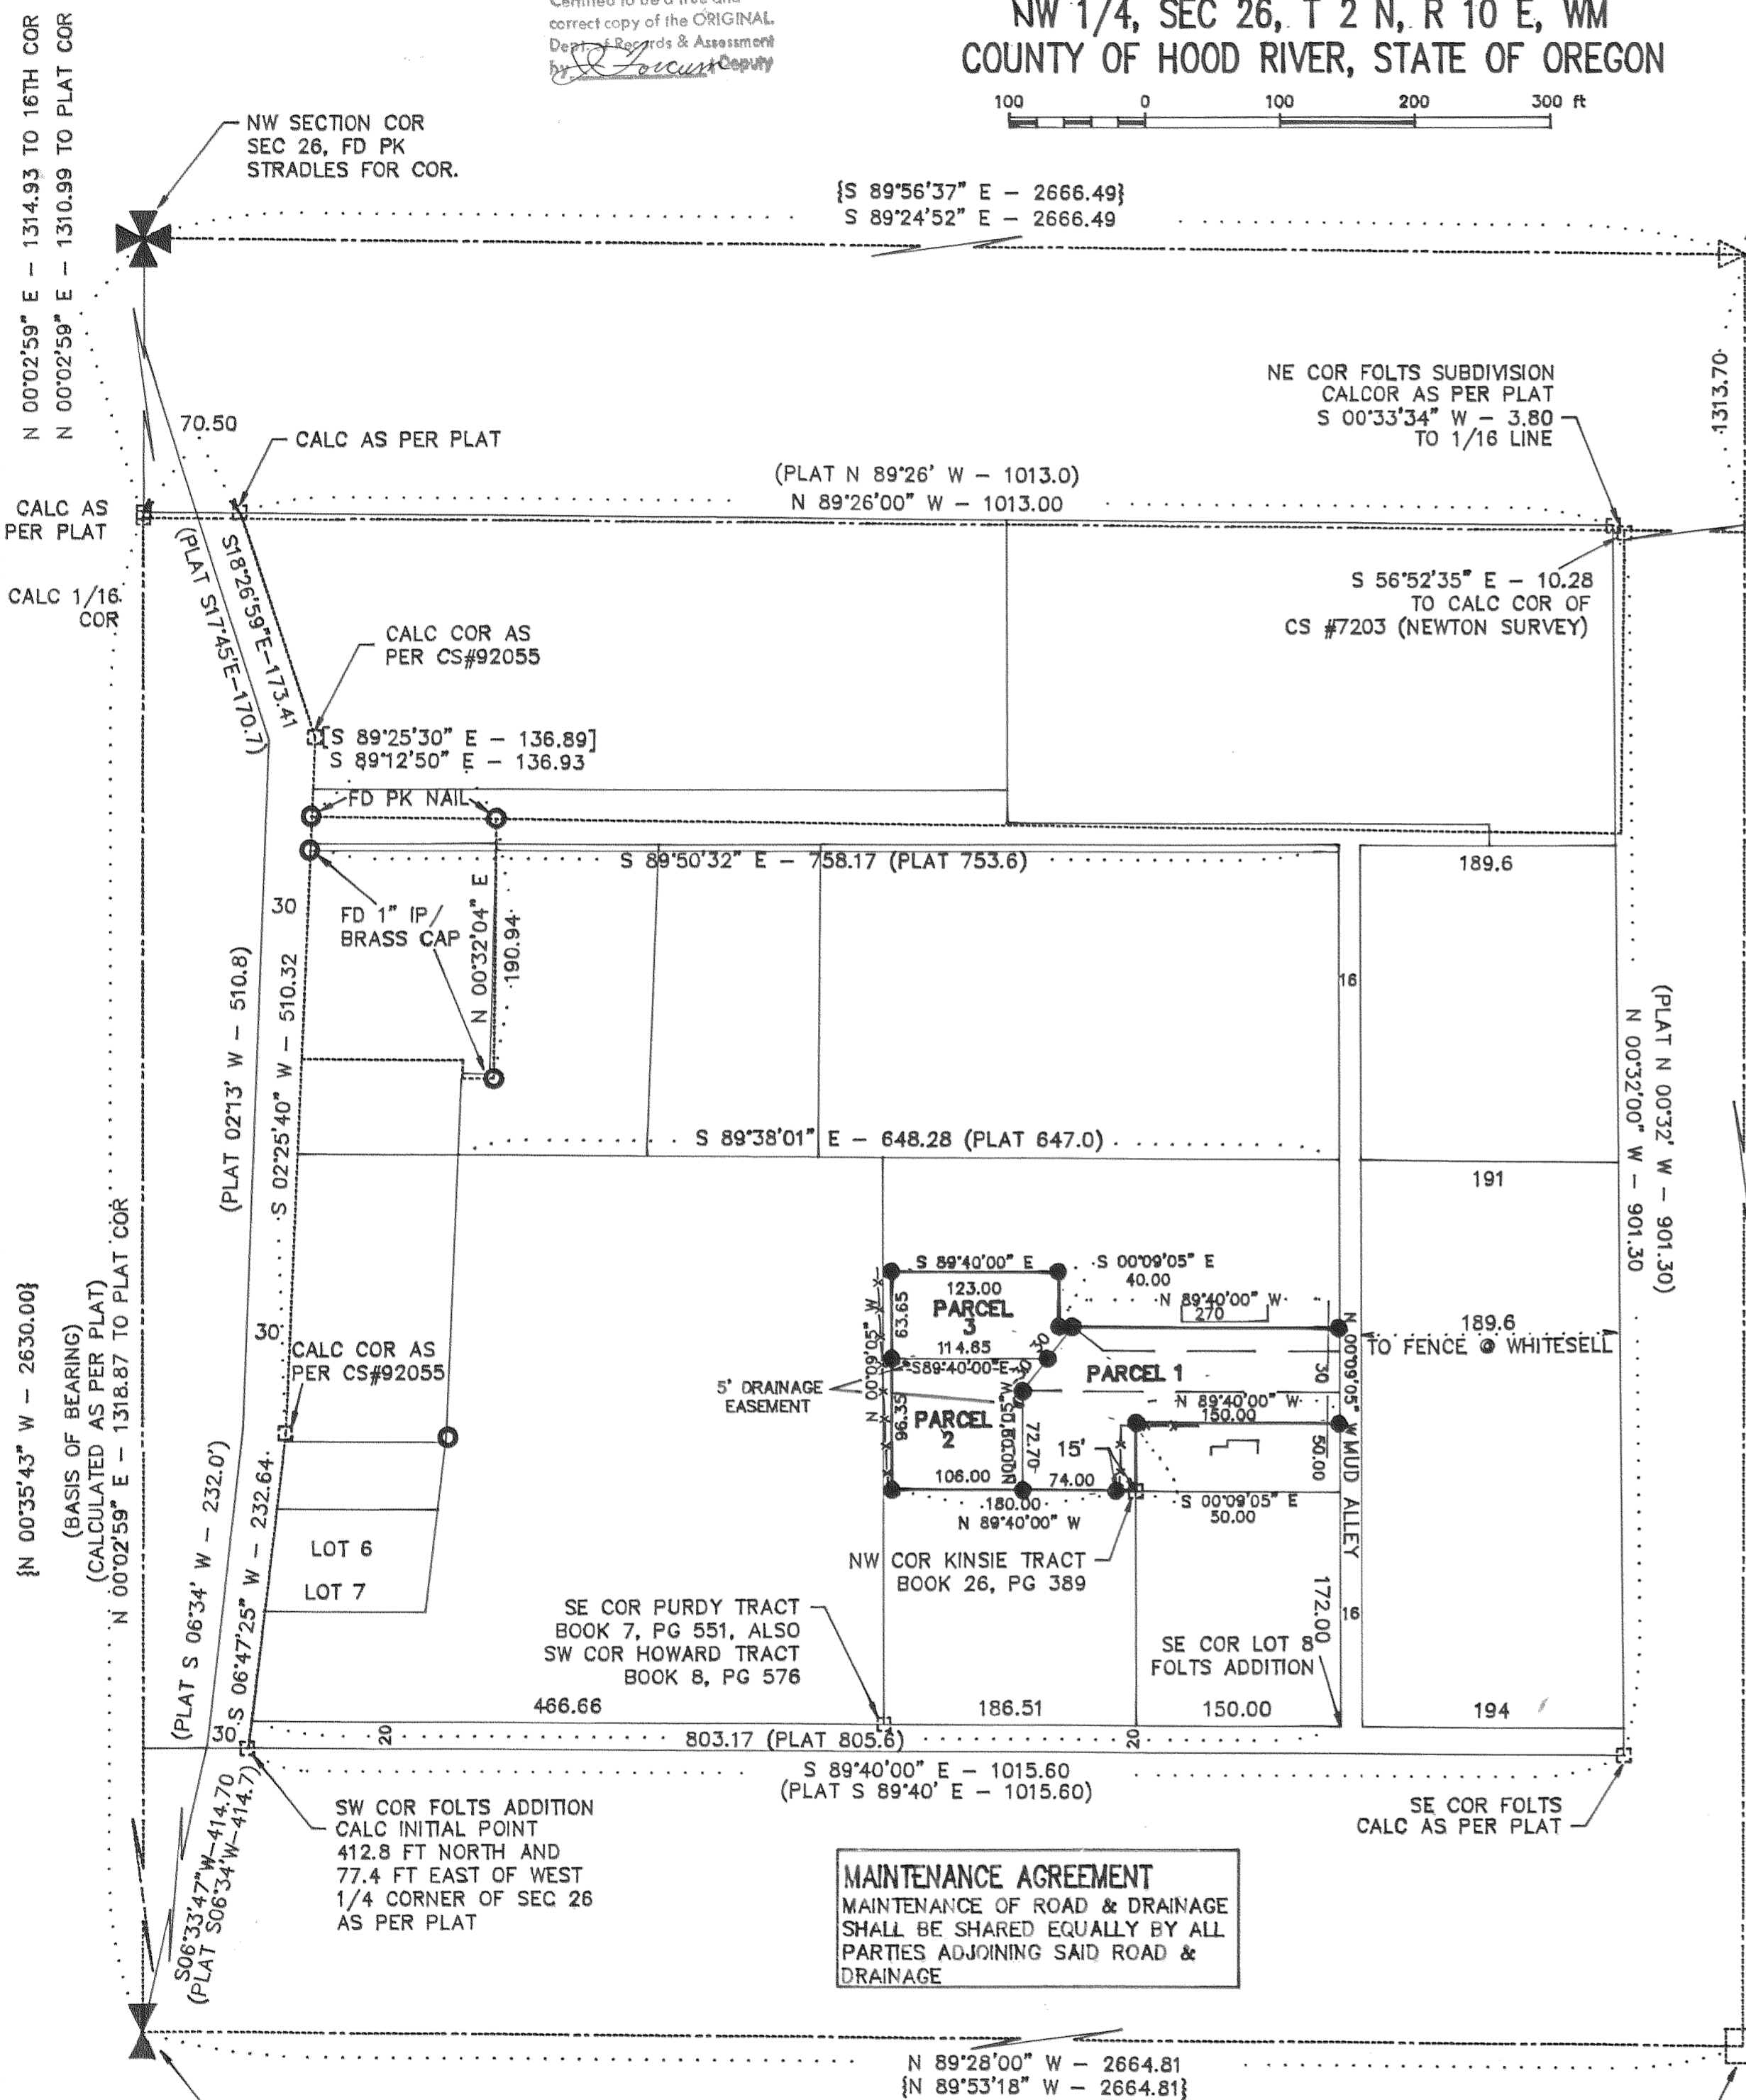 Certified to be a true and
correct copy of the ORIGINAL.
Dept. of Records & Assessment
by Deputy
NW 1/4, SEC 26, T 2 N, R 10 E, WM
COUNTY OF HOOD RIVER, STATE OF OREGON
100 0 100 200 300 ft
N 00°02'59" E – 1314.93 TO 16TH COR
N 00°02'59" E – 1310.99 TO PLAT COR
NW SECTION COR
SEC 26, FD PK
STRADLES FOR COR.
{S 89°56'37" E – 2666.49}
S 89°24'52" E – 2666.49
1313.70
NE COR FOLTS SUBDIVISION
CALCOR AS PER PLAT
S 00°33'34" W – 3.80
TO 1/16 LINE
70.50
CALC AS PER PLAT
(PLAT N 89°26' W – 1013.0)
N 89°26'00" W – 1013.00
CALC AS
PER PLAT
CALC 1/16
COR
(PLAT S17°45'E–170.7)
S18°26'59"E–173.41
S 56°52'35" E – 10.28
TO CALC COR OF
CS #7203 (NEWTON SURVEY)
CALC COR AS
PER CS#92055
[S 89°25'30" E – 136.89]
S 89°12'50" E – 136.93
FD PK NAIL
S 89°50'32" E – 758.17 (PLAT 753.6)
189.6
30
FD 1" IP/
BRASS CAP
N 00°32'04" E
190.94
16
(PLAT 02°13' W – 510.8)
S 02°25'40" W – 510.32
(PLAT N 00°32' W – 901.30)
N 00°32'00" W – 901.30
S 89°38'01" E – 648.28 (PLAT 647.0)
191
{N 00°35'43" W – 2630.00}
(BASIS OF BEARING)
(CALCULATED AS PER PLAT)
N 00°02'59" E – 1318.87 TO PLAT COR
30
CALC COR AS
PER CS#92055
S 89°40'00" E
123.00
S 00°09'05" E
40.00
N 89°40'00" W
270
N 00°09'05" W
63.65
PARCEL
3
114.65
S89°40'00"E
30
30
189.6
TO FENCE @ WHITESELL
PARCEL 1
N 00°09'05" W
30
5' DRAINAGE
EASEMENT
96.35
PARCEL
2
72.70
N 89°40'00" W
150.00
15'
50.00
MUD ALLEY
106.00
74.00
180.00
N 89°40'00" W
S 00°09'05" E
50.00
NW COR KINSIE TRACT
BOOK 26, PG 389
LOT 6
LOT 7
(PLAT S 06°34' W – 232.0')
S 06°47'25" W – 232.64
SE COR PURDY TRACT
BOOK 7, PG 551, ALSO
SW COR HOWARD TRACT
BOOK 8, PG 576
172.00
16
SE COR LOT 8
FOLTS ADDITION
466.66
186.51
150.00
194
30
20
803.17 (PLAT 805.6)
20
S 89°40'00" E – 1015.60
(PLAT S 89°40' E – 1015.60)
S06°33'47"W–414.70
(PLAT S06°34'W–414.7)
SW COR FOLTS ADDITION
CALC INITIAL POINT
412.8 FT NORTH AND
77.4 FT EAST OF WEST
1/4 CORNER OF SEC 26
AS PER PLAT
SE COR FOLTS
CALC AS PER PLAT
MAINTENANCE AGREEMENT
MAINTENANCE OF ROAD & DRAINAGE
SHALL BE SHARED EQUALLY BY ALL
PARTIES ADJOINING SAID ROAD &
DRAINAGE
N 89°28'00" W – 2664.81
{N 89°53'18" W – 2664.81}